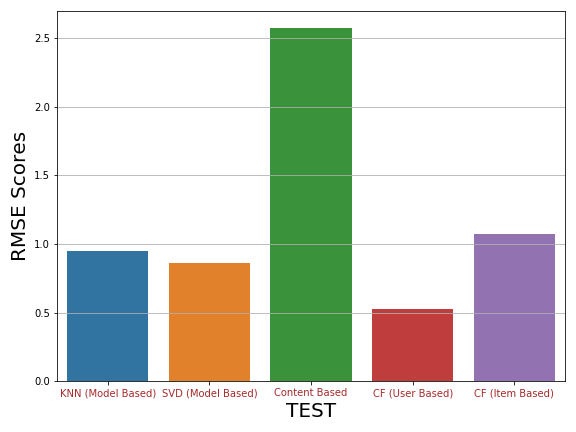 RMSE Scores
2.5
2.0
1.5
1.0
0.5
0.0
KNN (Model Based) SVD (Model Based) Content Based CF (User Based) CF (Item Based)
TEST